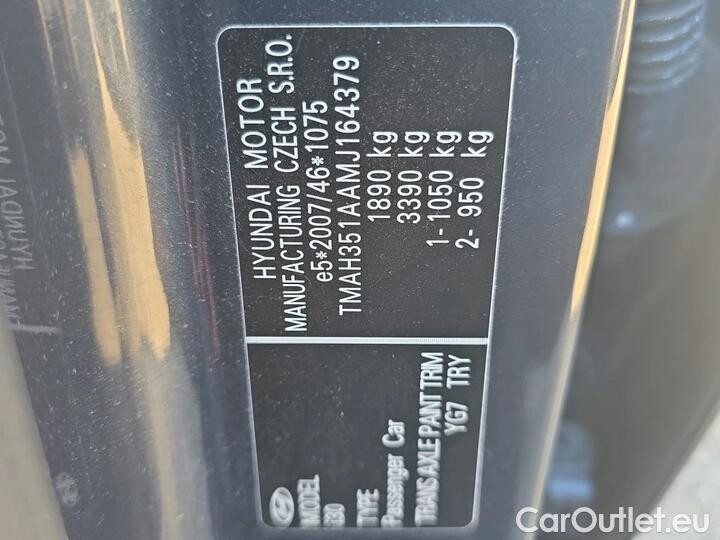 HYUNDAI MOTOR
MANUFACTURING CZECH S.R.O.
e5*2007/46*1075
TMAH351AAMJ164379
1890 kg
3390 kg
1- 1050 kg
2- 950 kg
MODEL
TYPE
Passenger Car
TRANS AXLE PAINT TRIM
YG7 TRY
CarOutlet.eu